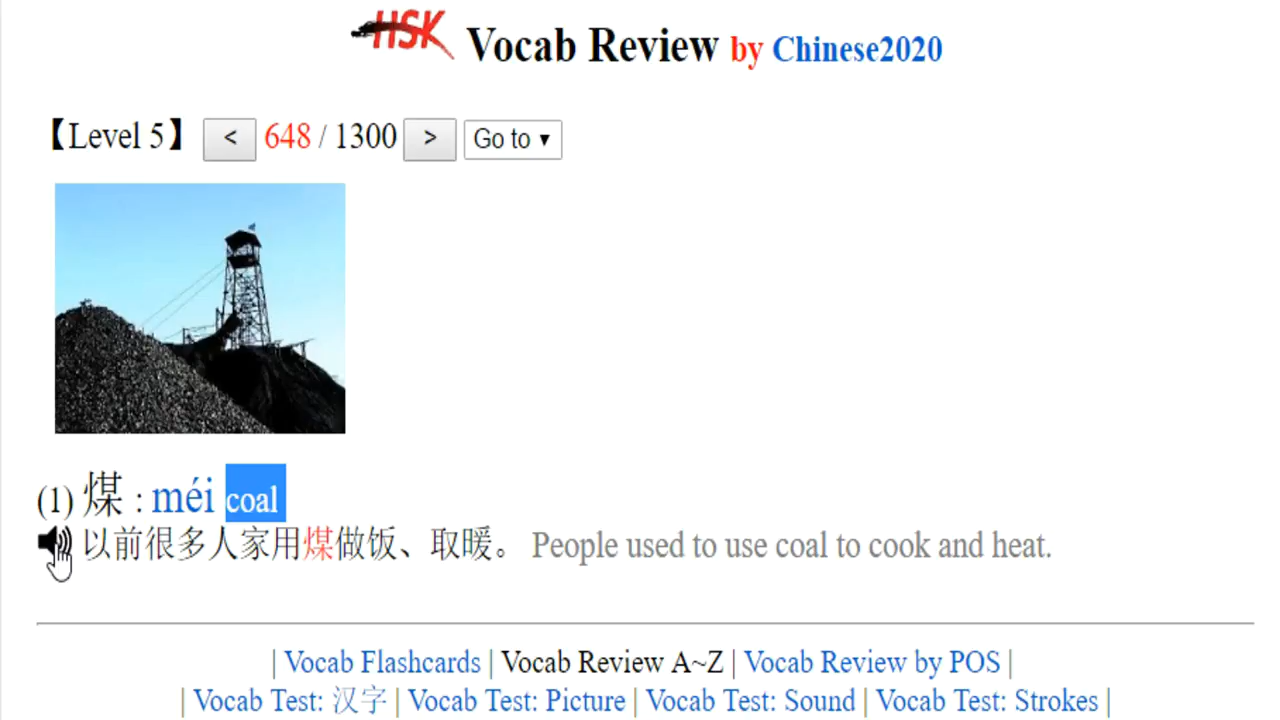 HSK Vocab Review by Chinese2020
【Level 5】 < 648 / 1300 > Go to ▾
(1) 煤 : méi coal
以前很多人家用煤做饭、取暖。 People used to use coal to cook and heat.
| Vocab Flashcards | Vocab Review A~Z | Vocab Review by POS |
| Vocab Test: 汉字 | Vocab Test: Picture | Vocab Test: Sound | Vocab Test: Strokes |